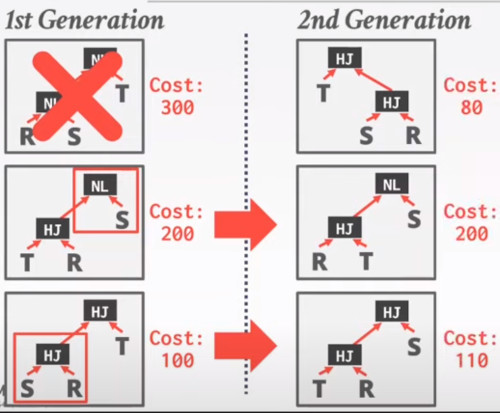 1st Generation
2nd Generation
NL
T
R
S
Cost:
300
HJ
T
HJ
S
R
Cost:
80
NL
S
HJ
T
R
Cost:
200
NL
S
HJ
R
T
Cost:
200
HJ
T
HJ
S
R
Cost:
100
HJ
S
HJ
T
R
Cost:
110